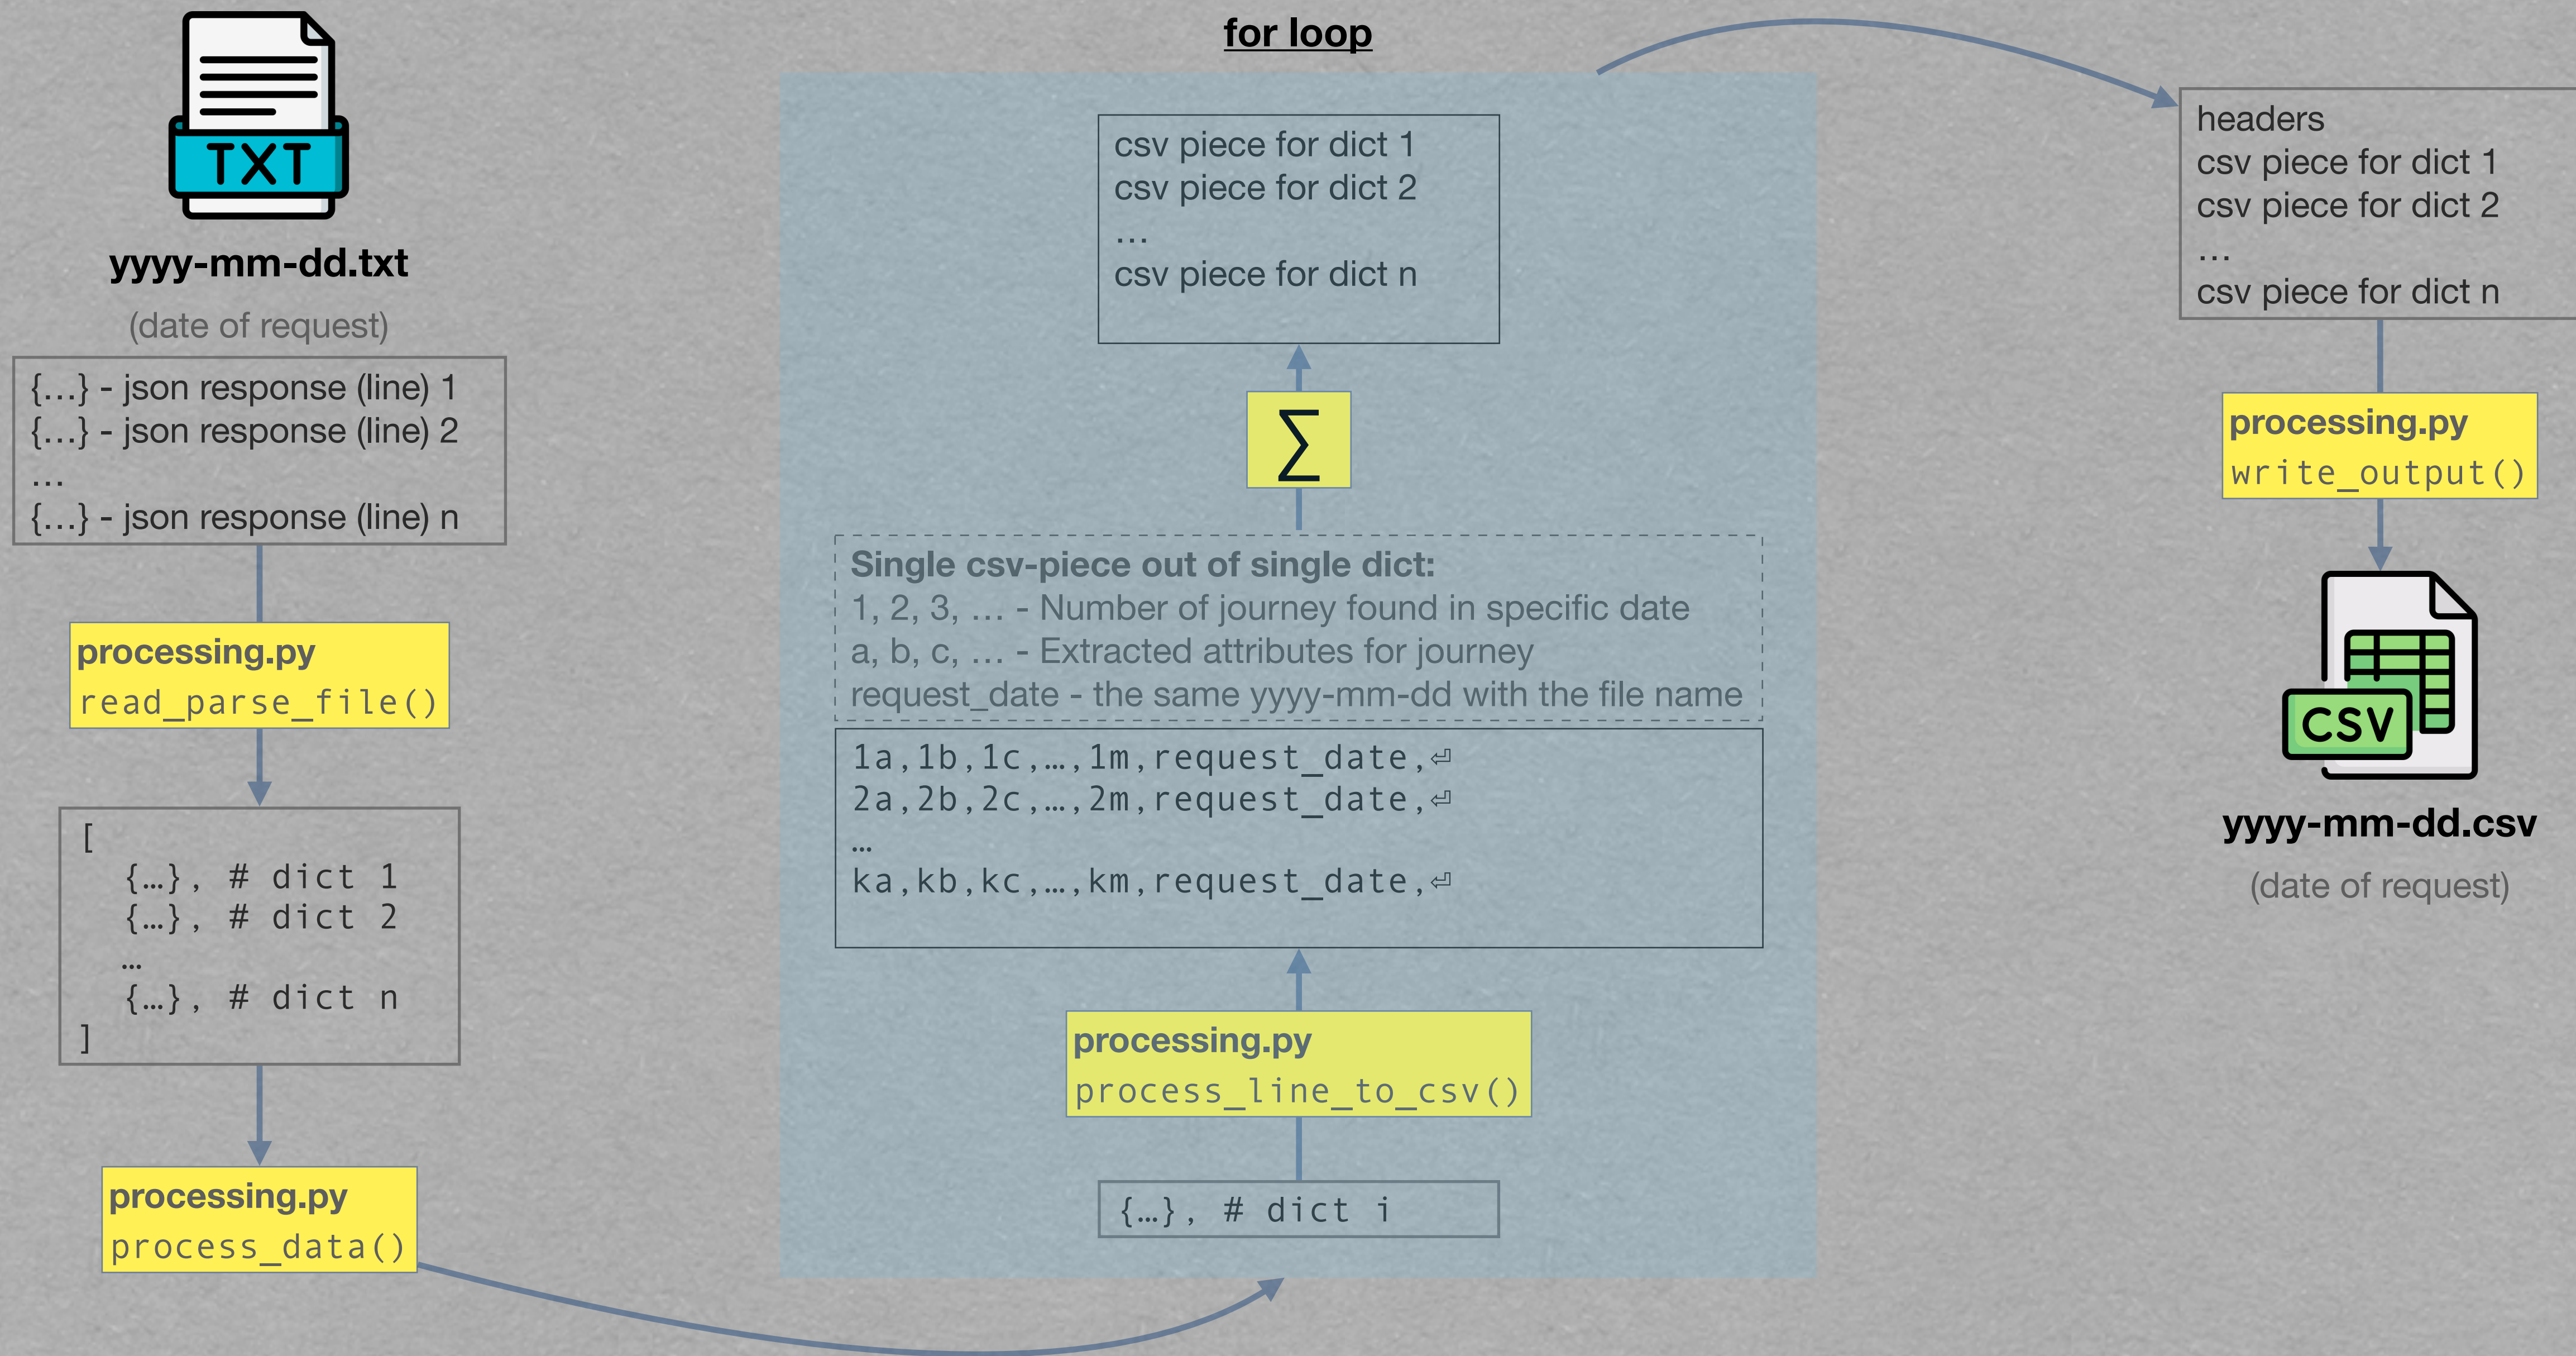 TXT
yyyy-mm-dd.txt
(date of request)
{…} - json response (line) 1
{…} - json response (line) 2
…
{…} - json response (line) n
processing.py
read_parse_file()
[
{…}, # dict 1
{…}, # dict 2
…
{…}, # dict n
]
processing.py
process_data()
for loop
csv piece for dict 1
csv piece for dict 2
…
csv piece for dict n
∑
Single csv-piece out of single dict:
1, 2, 3, … - Number of journey found in specific date
a, b, c, … - Extracted attributes for journey
request_date - the same yyyy-mm-dd with the file name
1a,1b,1c,…,1m,request_date,⏎
2a,2b,2c,…,2m,request_date,⏎
…
ka,kb,kc,…,km,request_date,⏎
processing.py
process_line_to_csv()
{…}, # dict i
headers
csv piece for dict 1
csv piece for dict 2
…
csv piece for dict n
processing.py
write_output()
CSV
yyyy-mm-dd.csv
(date of request)